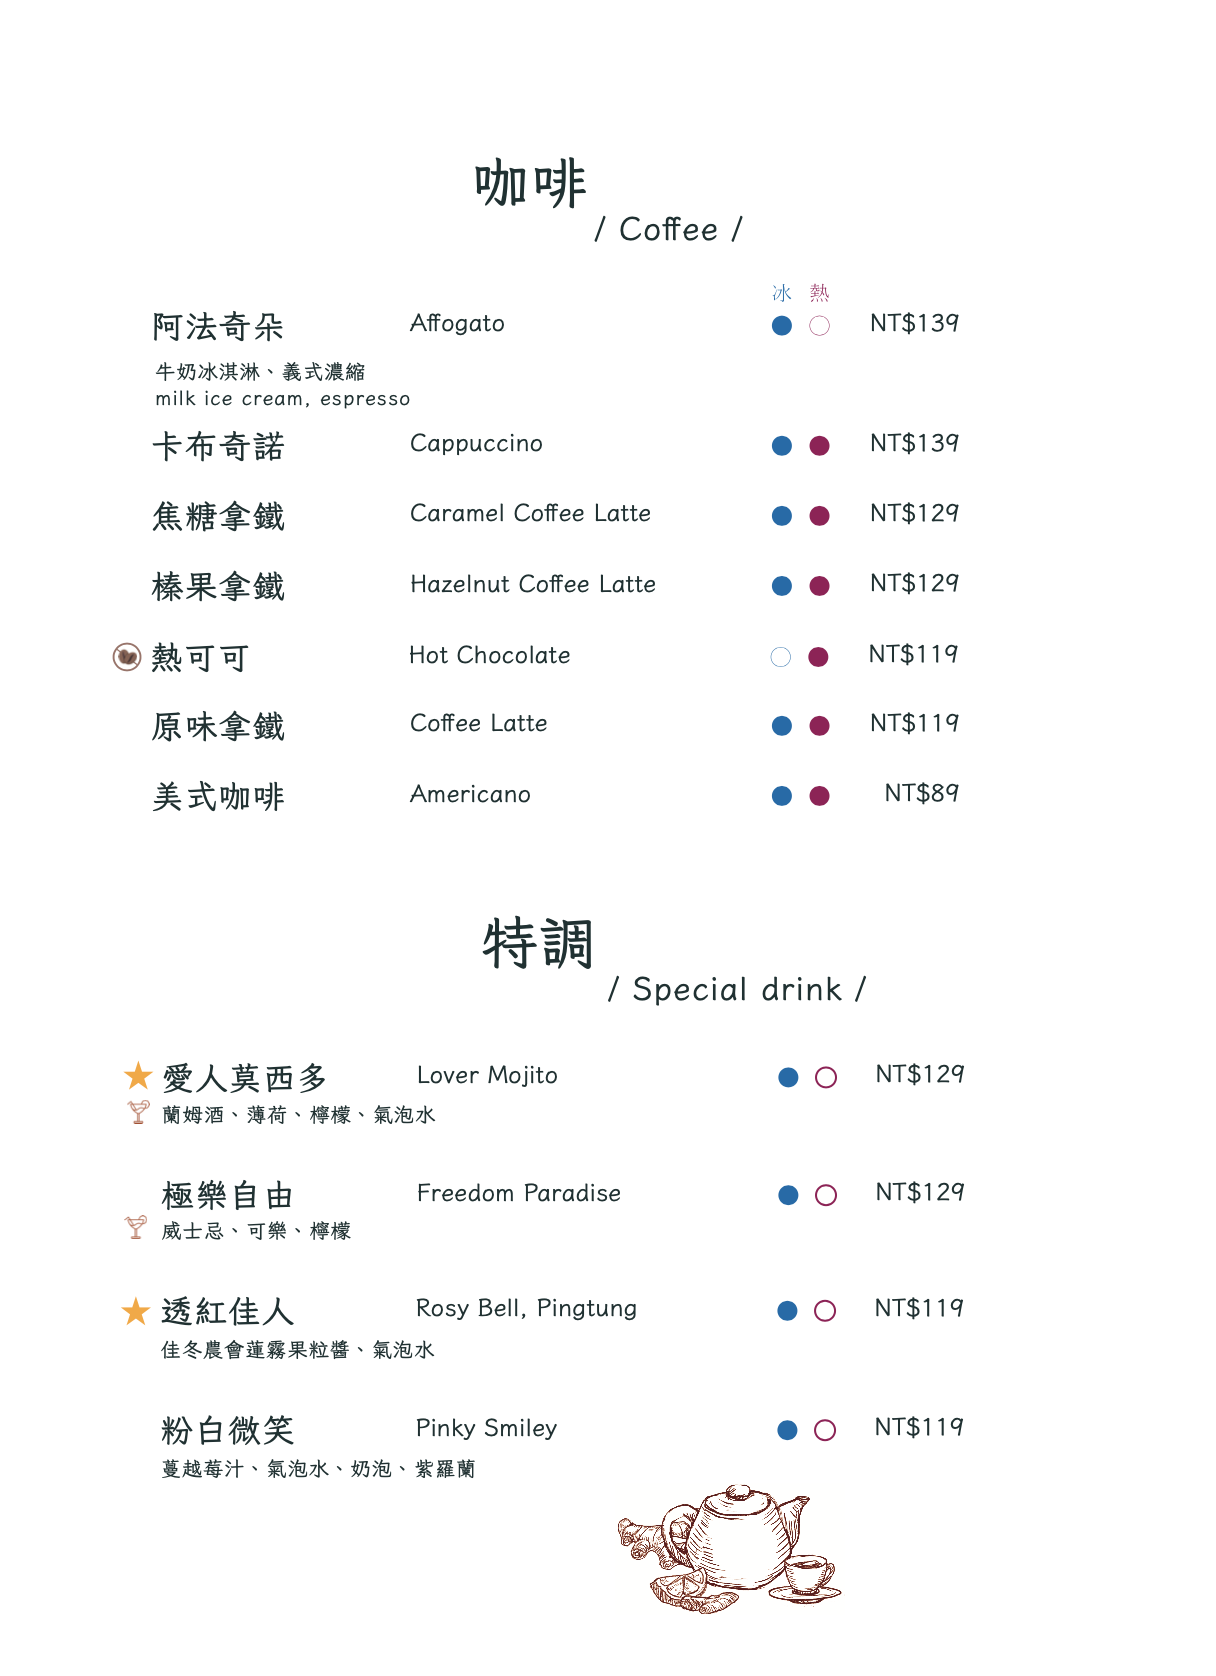 咖啡
/ Coffee /
冰 熱
阿法奇朵 Affogato NT$139
牛奶冰淇淋、義式濃縮
milk ice cream, espresso
卡布奇諾 Cappuccino NT$139
焦糖拿鐵 Caramel Coffee Latte NT$129
榛果拿鐵 Hazelnut Coffee Latte NT$129
熱可可 Hot Chocolate NT$119
原味拿鐵 Coffee Latte NT$119
美式咖啡 Americano NT$89
特調
/ Special drink /
愛人莫西多 Lover Mojito NT$129
蘭姆酒、薄荷、檸檬、氣泡水
極樂自由 Freedom Paradise NT$129
威士忌、可樂、檸檬
透紅佳人 Rosy Bell, Pingtung NT$119
佳冬農會蓮霧果粒醬、氣泡水
粉白微笑 Pinky Smiley NT$119
蔓越莓汁、氣泡水、奶泡、紫羅蘭